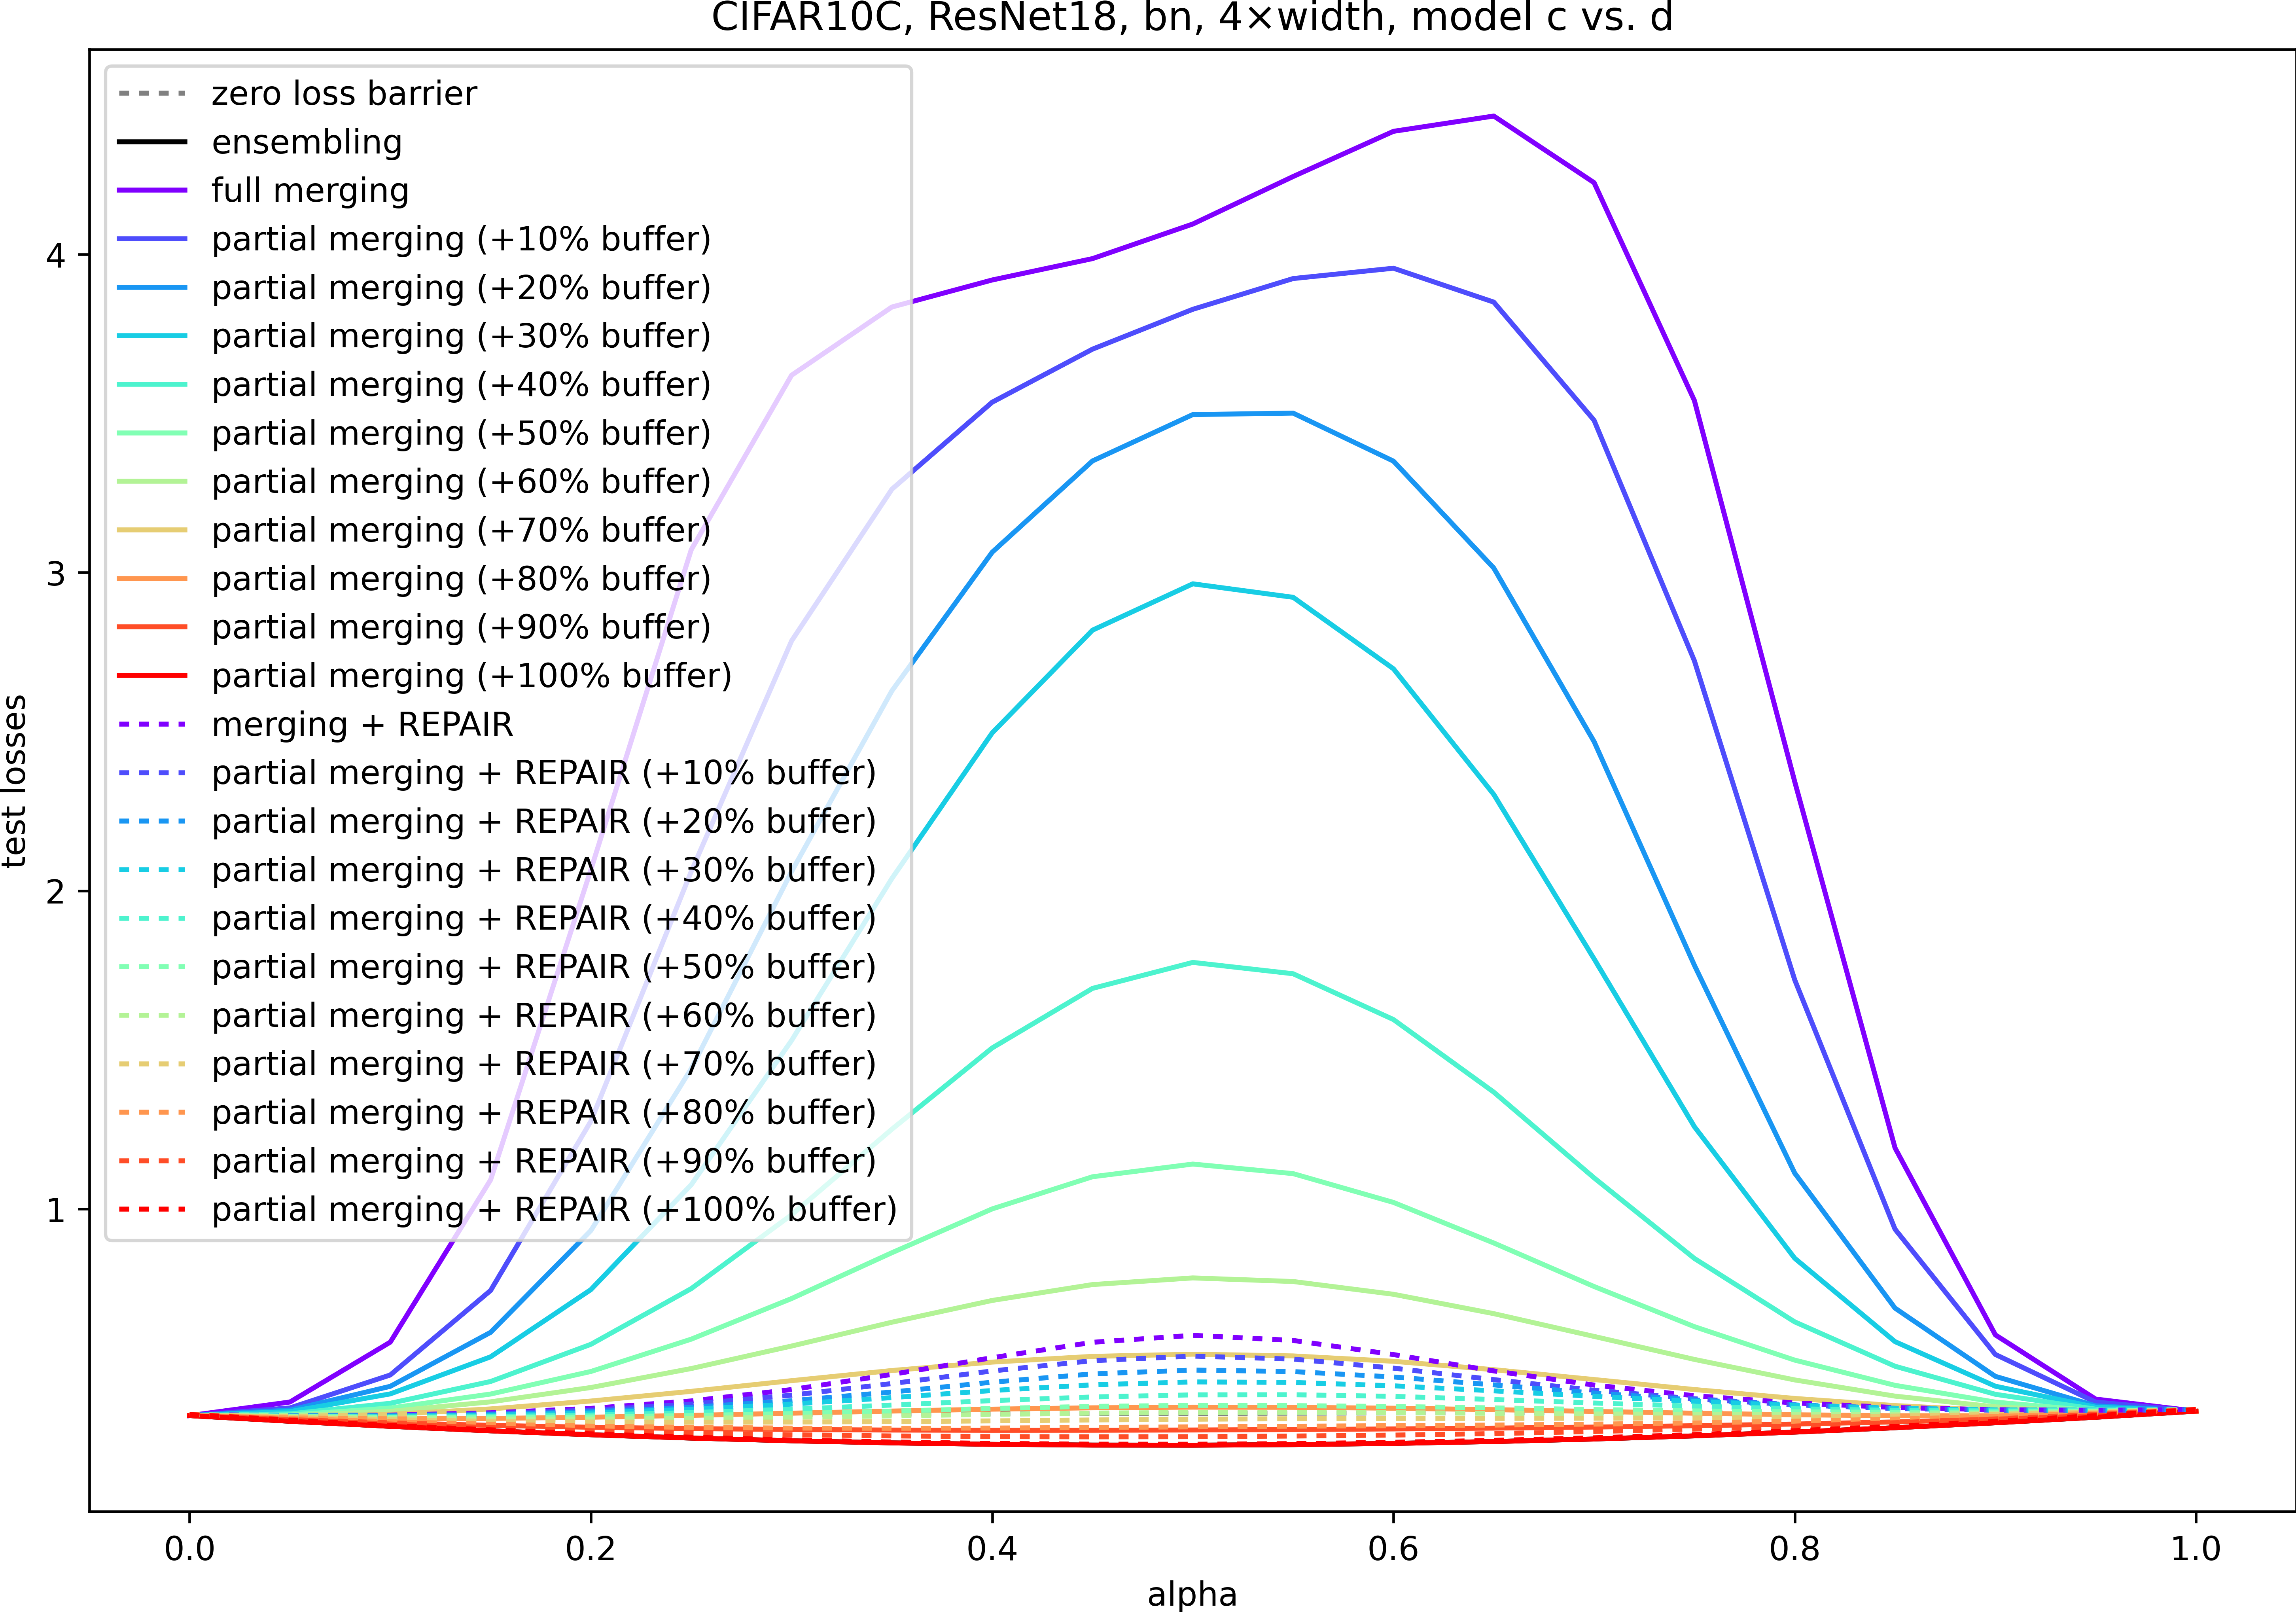 CIFAR10C, ResNet18, bn, 4×width, model c vs. d
zero loss barrier
ensembling
full merging
partial merging (+10% buffer)
partial merging (+20% buffer)
partial merging (+30% buffer)
partial merging (+40% buffer)
partial merging (+50% buffer)
partial merging (+60% buffer)
partial merging (+70% buffer)
partial merging (+80% buffer)
partial merging (+90% buffer)
partial merging (+100% buffer)
merging + REPAIR
partial merging + REPAIR (+10% buffer)
partial merging + REPAIR (+20% buffer)
partial merging + REPAIR (+30% buffer)
partial merging + REPAIR (+40% buffer)
partial merging + REPAIR (+50% buffer)
partial merging + REPAIR (+60% buffer)
partial merging + REPAIR (+70% buffer)
partial merging + REPAIR (+80% buffer)
partial merging + REPAIR (+90% buffer)
partial merging + REPAIR (+100% buffer)
test losses
4
3
2
1
0.0 0.2 0.4 0.6 0.8 1.0
alpha